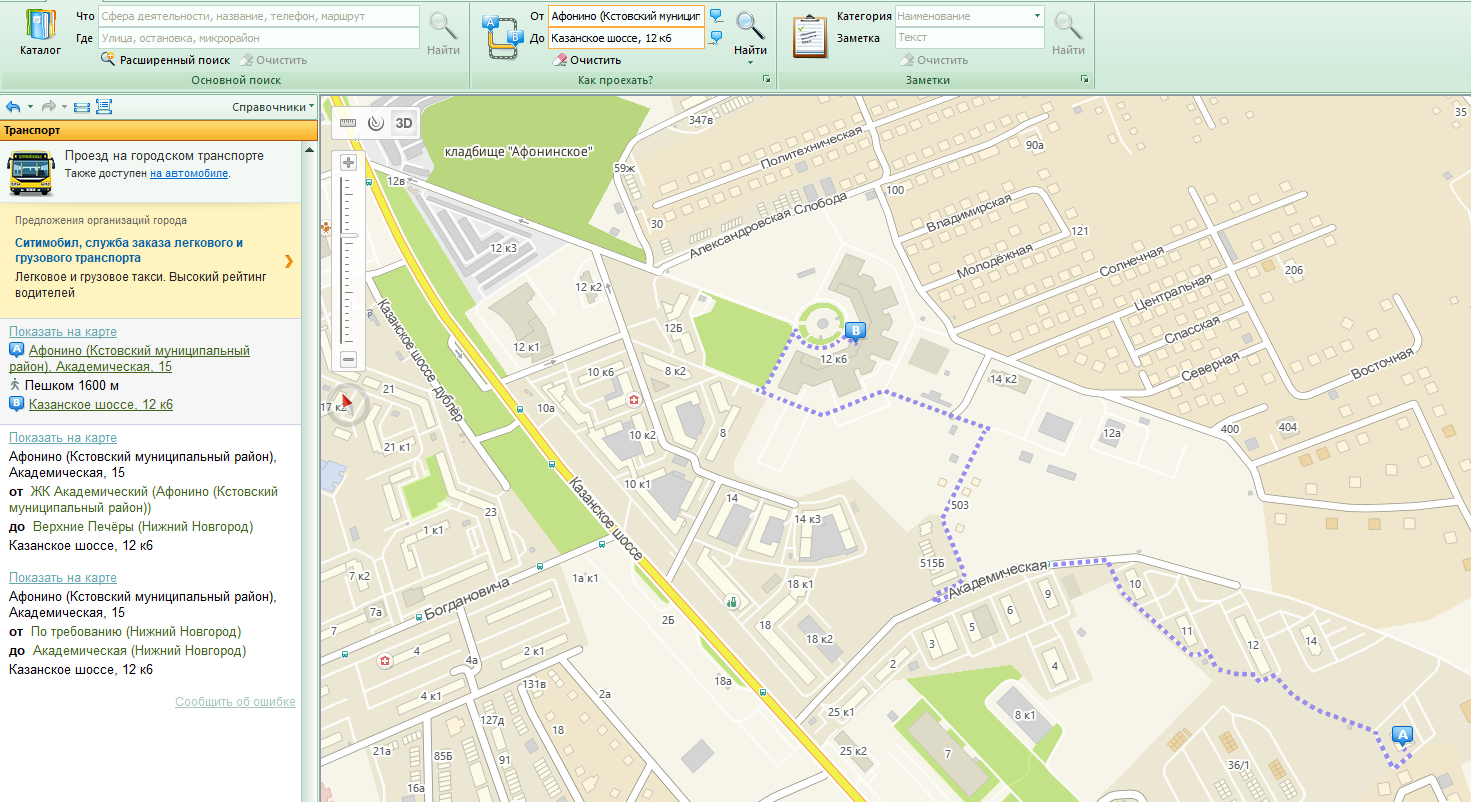 Каталог
Что
Сфера деятельности, название, телефон, маршрут
Где
Улица, остановка, микрорайон
Найти
Расширенный поиск
Очистить
Основной поиск
От
Афонино (Кстовский муницип
До
Казанское шоссе, 12 к6
Найти
Очистить
Как проехать?
Категория
Наименование
Заметка
Текст
Найти
Очистить
Заметки
Справочники
Транспорт
Проезд на городском транспорте
Также доступен на автомобиле.
Предложения организаций города
Ситимобил, служба заказа легкового и
грузового транспорта
Легковое и грузовое такси. Высокий рейтинг
водителей
Показать на карте
A Афонино (Кстовский муниципальный
район), Академическая, 15
Пешком 1600 м
B Казанское шоссе, 12 к6
Показать на карте
Афонино (Кстовский муниципальный район),
Академическая, 15
от ЖК Академический (Афонино (Кстовский
муниципальный район))
до Верхние Печёры (Нижний Новгород)
Казанское шоссе, 12 к6
Показать на карте
Афонино (Кстовский муниципальный район),
Академическая, 15
от По требованию (Нижний Новгород)
до Академическая (Нижний Новгород)
Казанское шоссе, 12 к6
Сообщить об ошибке
3D
347в
35
Политехническая
90а
кладбище "Афонинское"
59ж
12в
100
Александровская Слобода
30
Владимирская
121
12 к3
Молодёжная
Солнечная
206
12 к2
Центральная
Казанское шоссе дублёр
12Б
B
Спасская
12 к1
12 к6
Северная
Восточная
10 к6
8 к2
14 к2
21
17 к2
10а
400
404
12а
10 к2
8
21 к1
10 к1
Казанское шоссе
14
503
23
14 к3
1 к1
515Б
Академическая
7 к2
1а к1
18 к1
10
Богдановича
9
7а
6
2Б
18
5
11
7
3
18 к2
12
14
4
2 к1
4а
2
4
18а
131в
2а
4 к1
25 к1
8 к1
127д
A
18
21а
25 к2
7
85Б
91
36/1
16а